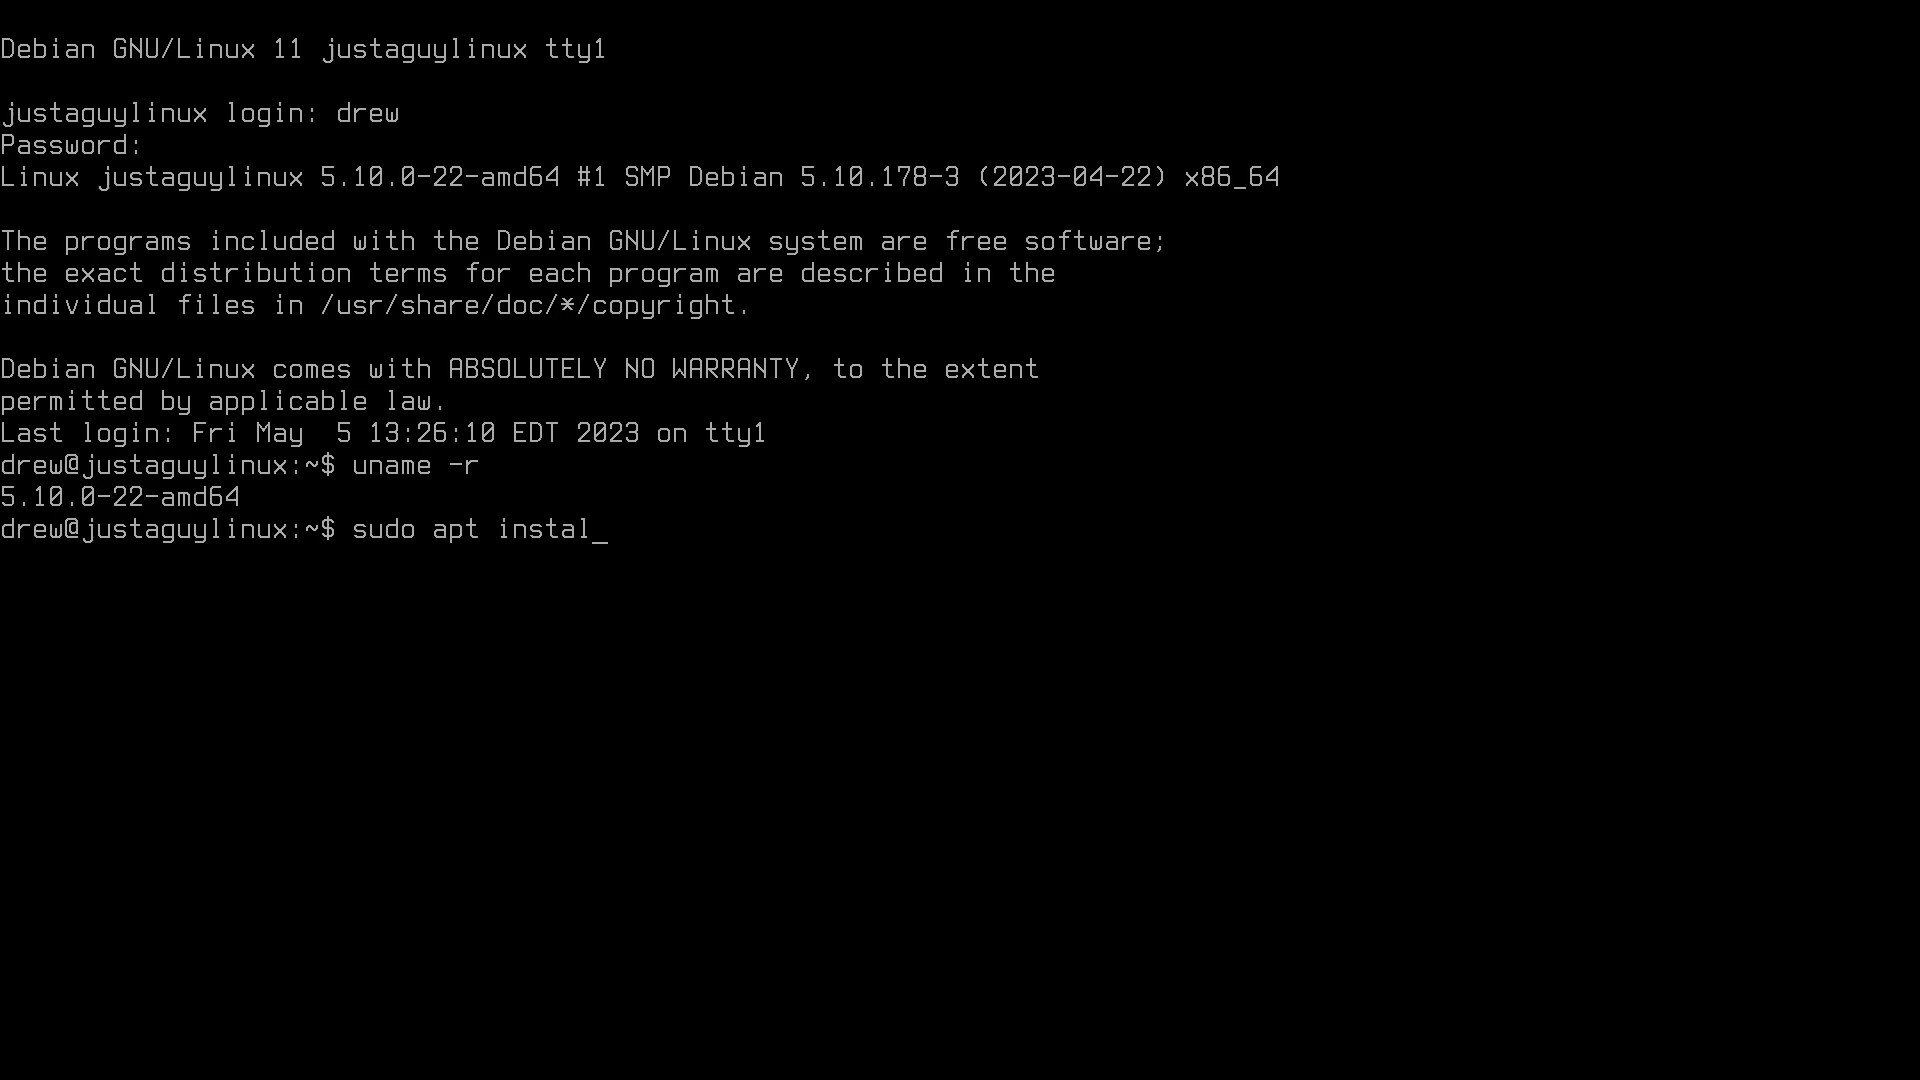 Debian GNU/Linux 11 justaguylinux tty1
justaguylinux login: drew
Password:
Linux justaguylinux 5.10.0-22-amd64 #1 SMP Debian 5.10.178-3 (2023-04-22) x86_64
The programs included with the Debian GNU/Linux system are free software;
the exact distribution terms for each program are described in the
individual files in /usr/share/doc/*/copyright.
Debian GNU/Linux comes with ABSOLUTELY NO WARRANTY, to the extent
permitted by applicable law.
Last login: Fri May  5 13:26:10 EDT 2023 on tty1
drew@justaguylinux:~$ uname -r
5.10.0-22-amd64
drew@justaguylinux:~$ sudo apt instal_